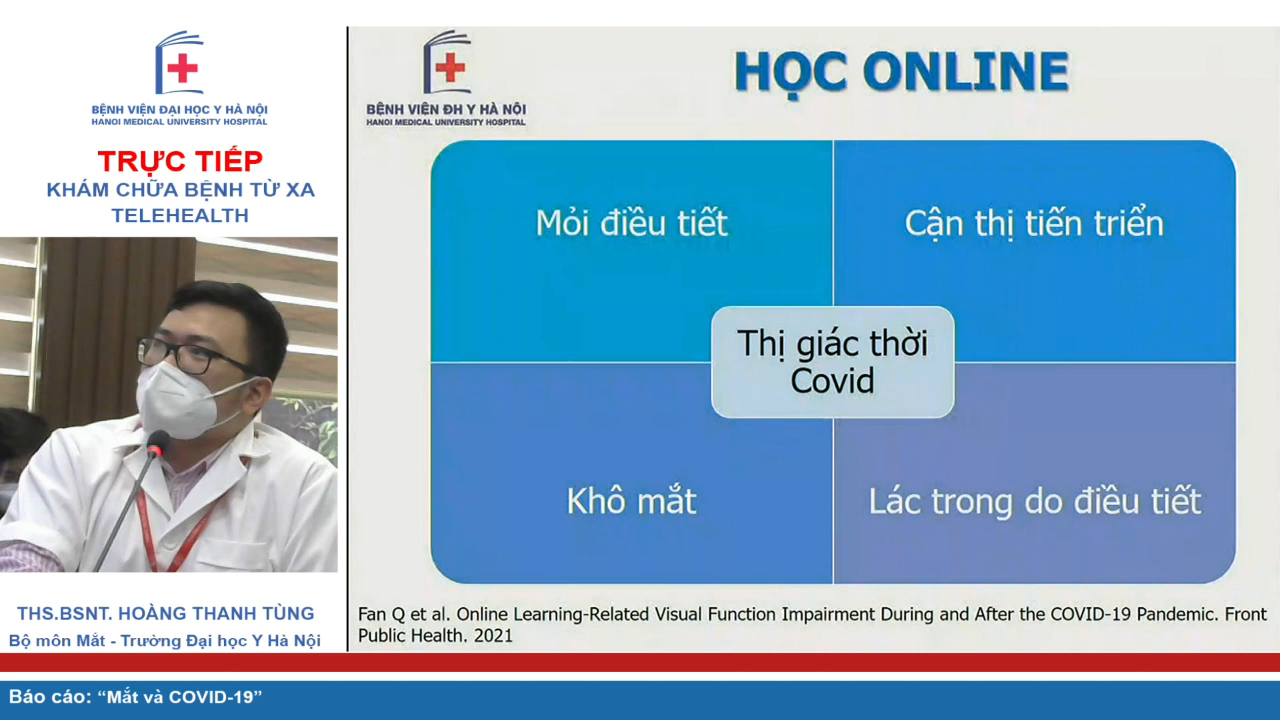 BỆNH VIỆN ĐẠI HỌC Y HÀ NỘI
HANOI MEDICAL UNIVERSITY HOSPITAL
TRỰC TIẾP
KHÁM CHỮA BỆNH TỪ XA
TELEHEALTH
THS.BSNT. HOÀNG THANH TÙNG
Bộ môn Mắt - Trường Đại học Y Hà Nội
BỆNH VIỆN ĐH Y HÀ NỘI
HANOI MEDICAL UNIVERSITY HOSPITAL
HỌC ONLINE
Mỏi điều tiết
Cận thị tiến triển
Thị giác thời
Covid
Khô mắt
Lác trong do điều tiết
Fan Q et al. Online Learning-Related Visual Function Impairment During and After the COVID-19 Pandemic. Front
Public Health. 2021
Báo cáo: “Mắt và COVID-19”